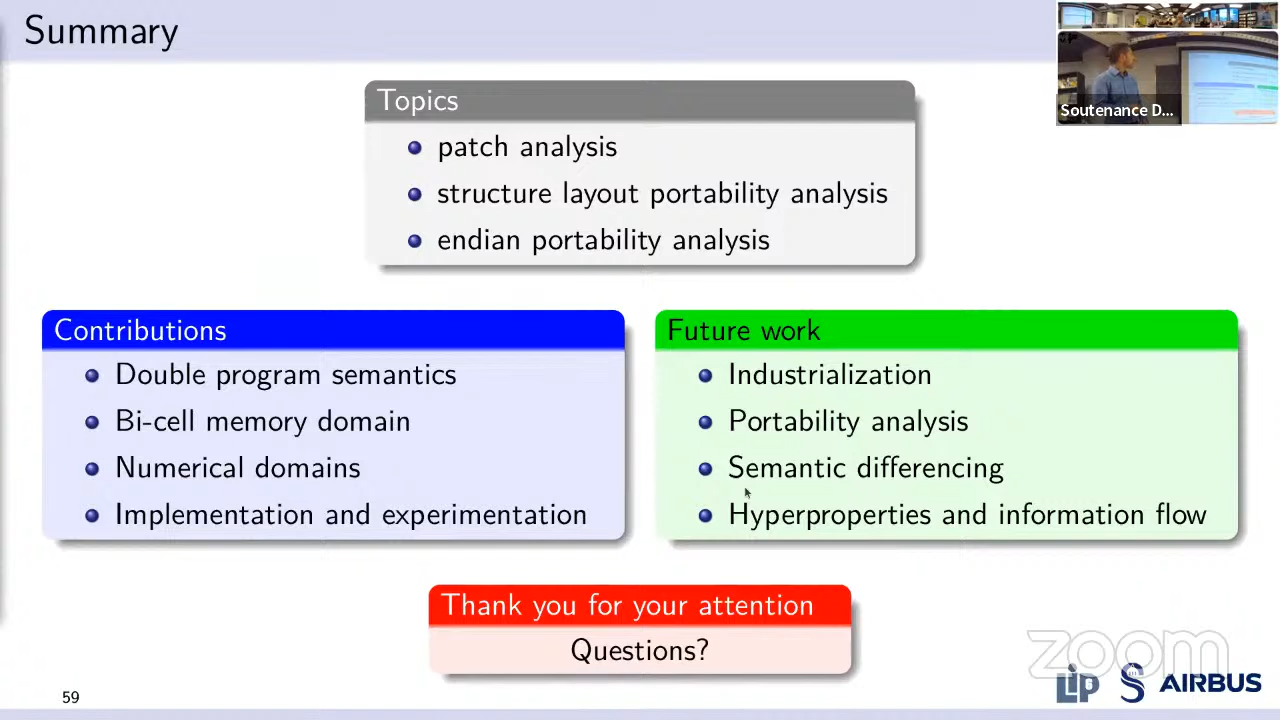 Summary
Soutenance D...
Topics
patch analysis
structure layout portability analysis
endian portability analysis
Contributions
Double program semantics
Bi-cell memory domain
Numerical domains
Implementation and experimentation
Future work
Industrialization
Portability analysis
Semantic differencing
Hyperproperties and information flow
Thank you for your attention
Questions?
zoom
59
LIP6
S
AIRBUS